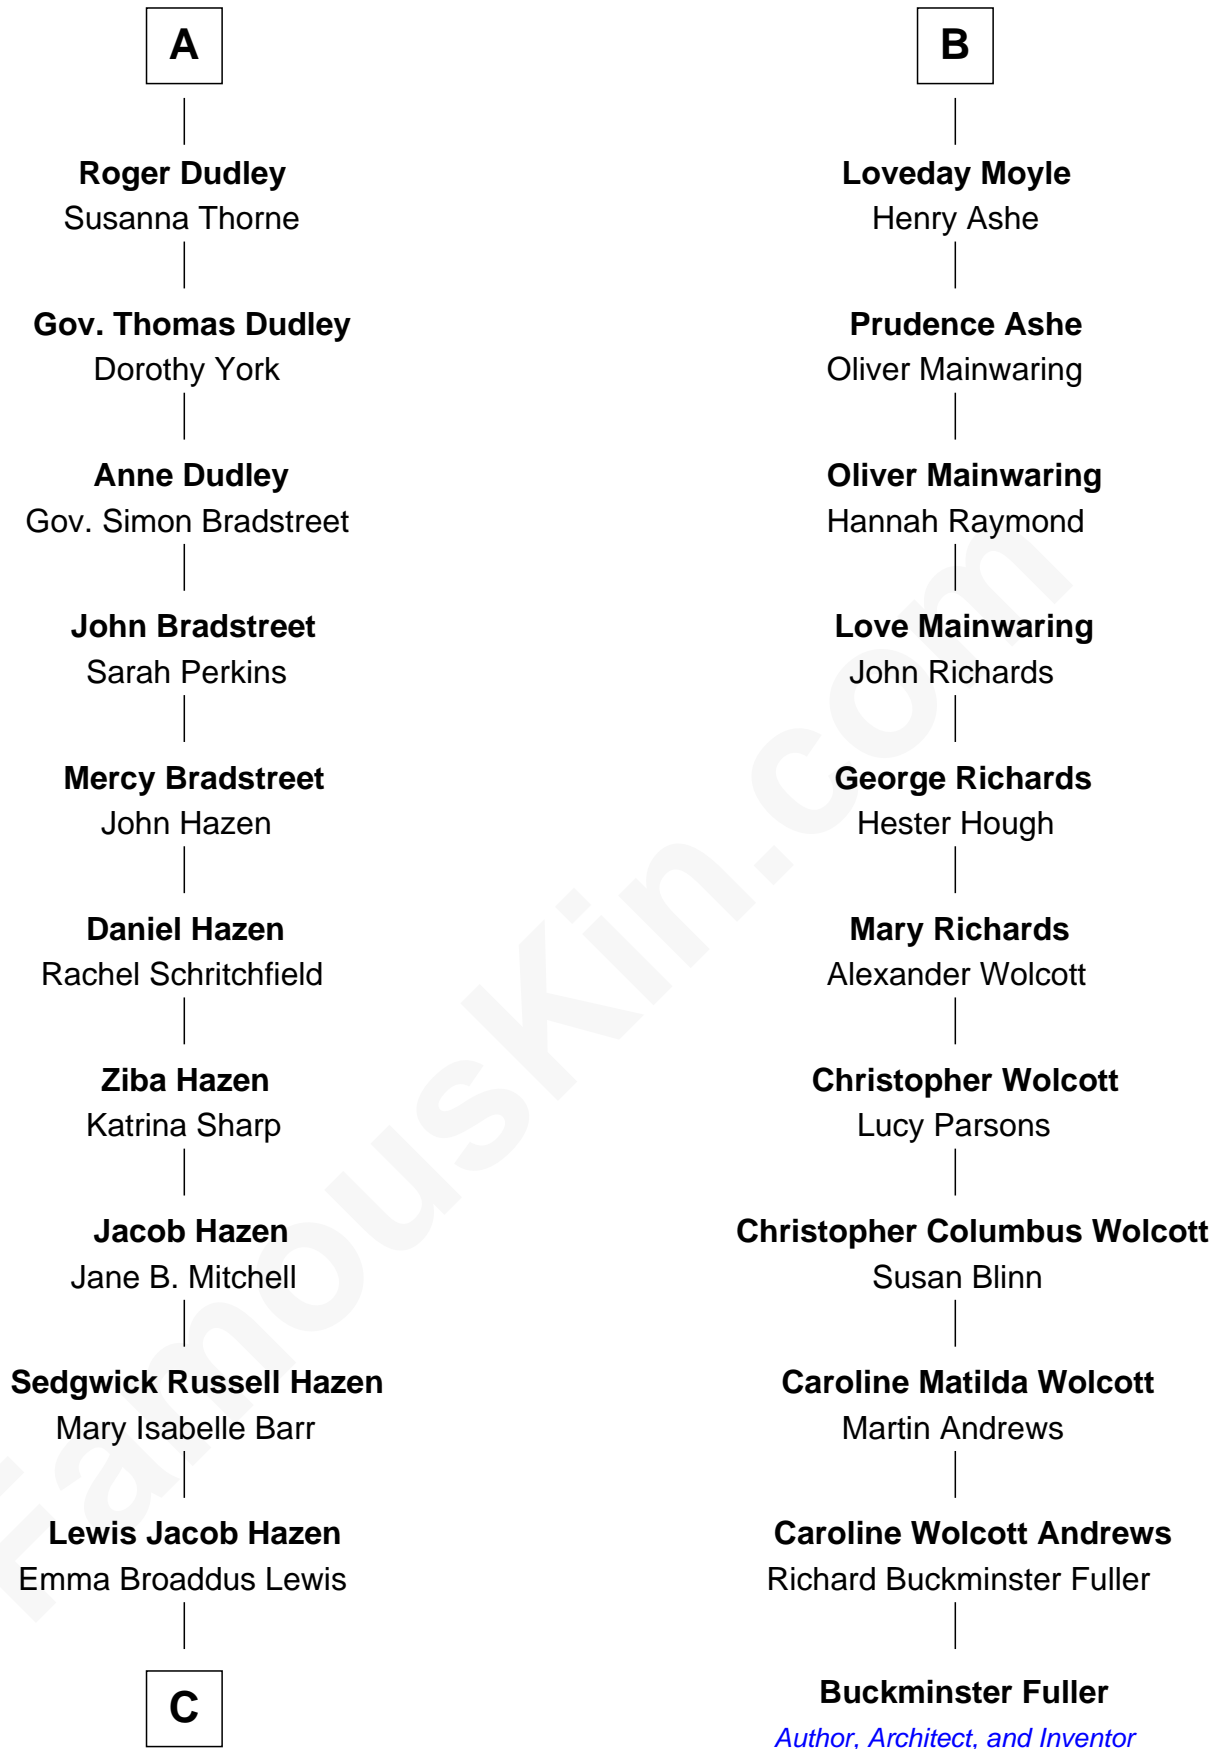 A
Roger Dudley
Susanna Thorne
Gov. Thomas Dudley
Dorothy York
Anne Dudley
Gov. Simon Bradstreet
John Bradstreet
Sarah Perkins
Mercy Bradstreet
John Hazen
Daniel Hazen
Rachel Schritchfield
Ziba Hazen
Katrina Sharp
Jacob Hazen
Jane B. Mitchell
Sedgwick Russell Hazen
Mary Isabelle Barr
Lewis Jacob Hazen
Emma Broaddus Lewis
C
B
Loveday Moyle
Henry Ashe
Prudence Ashe
Oliver Mainwaring
Oliver Mainwaring
Hannah Raymond
Love Mainwaring
John Richards
George Richards
Hester Hough
Mary Richards
Alexander Wolcott
Christopher Wolcott
Lucy Parsons
Christopher Columbus Wolcott
Susan Blinn
Caroline Matilda Wolcott
Martin Andrews
Caroline Wolcott Andrews
Richard Buckminster Fuller
Buckminster Fuller
Author, Architect, and Inventor
FamousKin.com